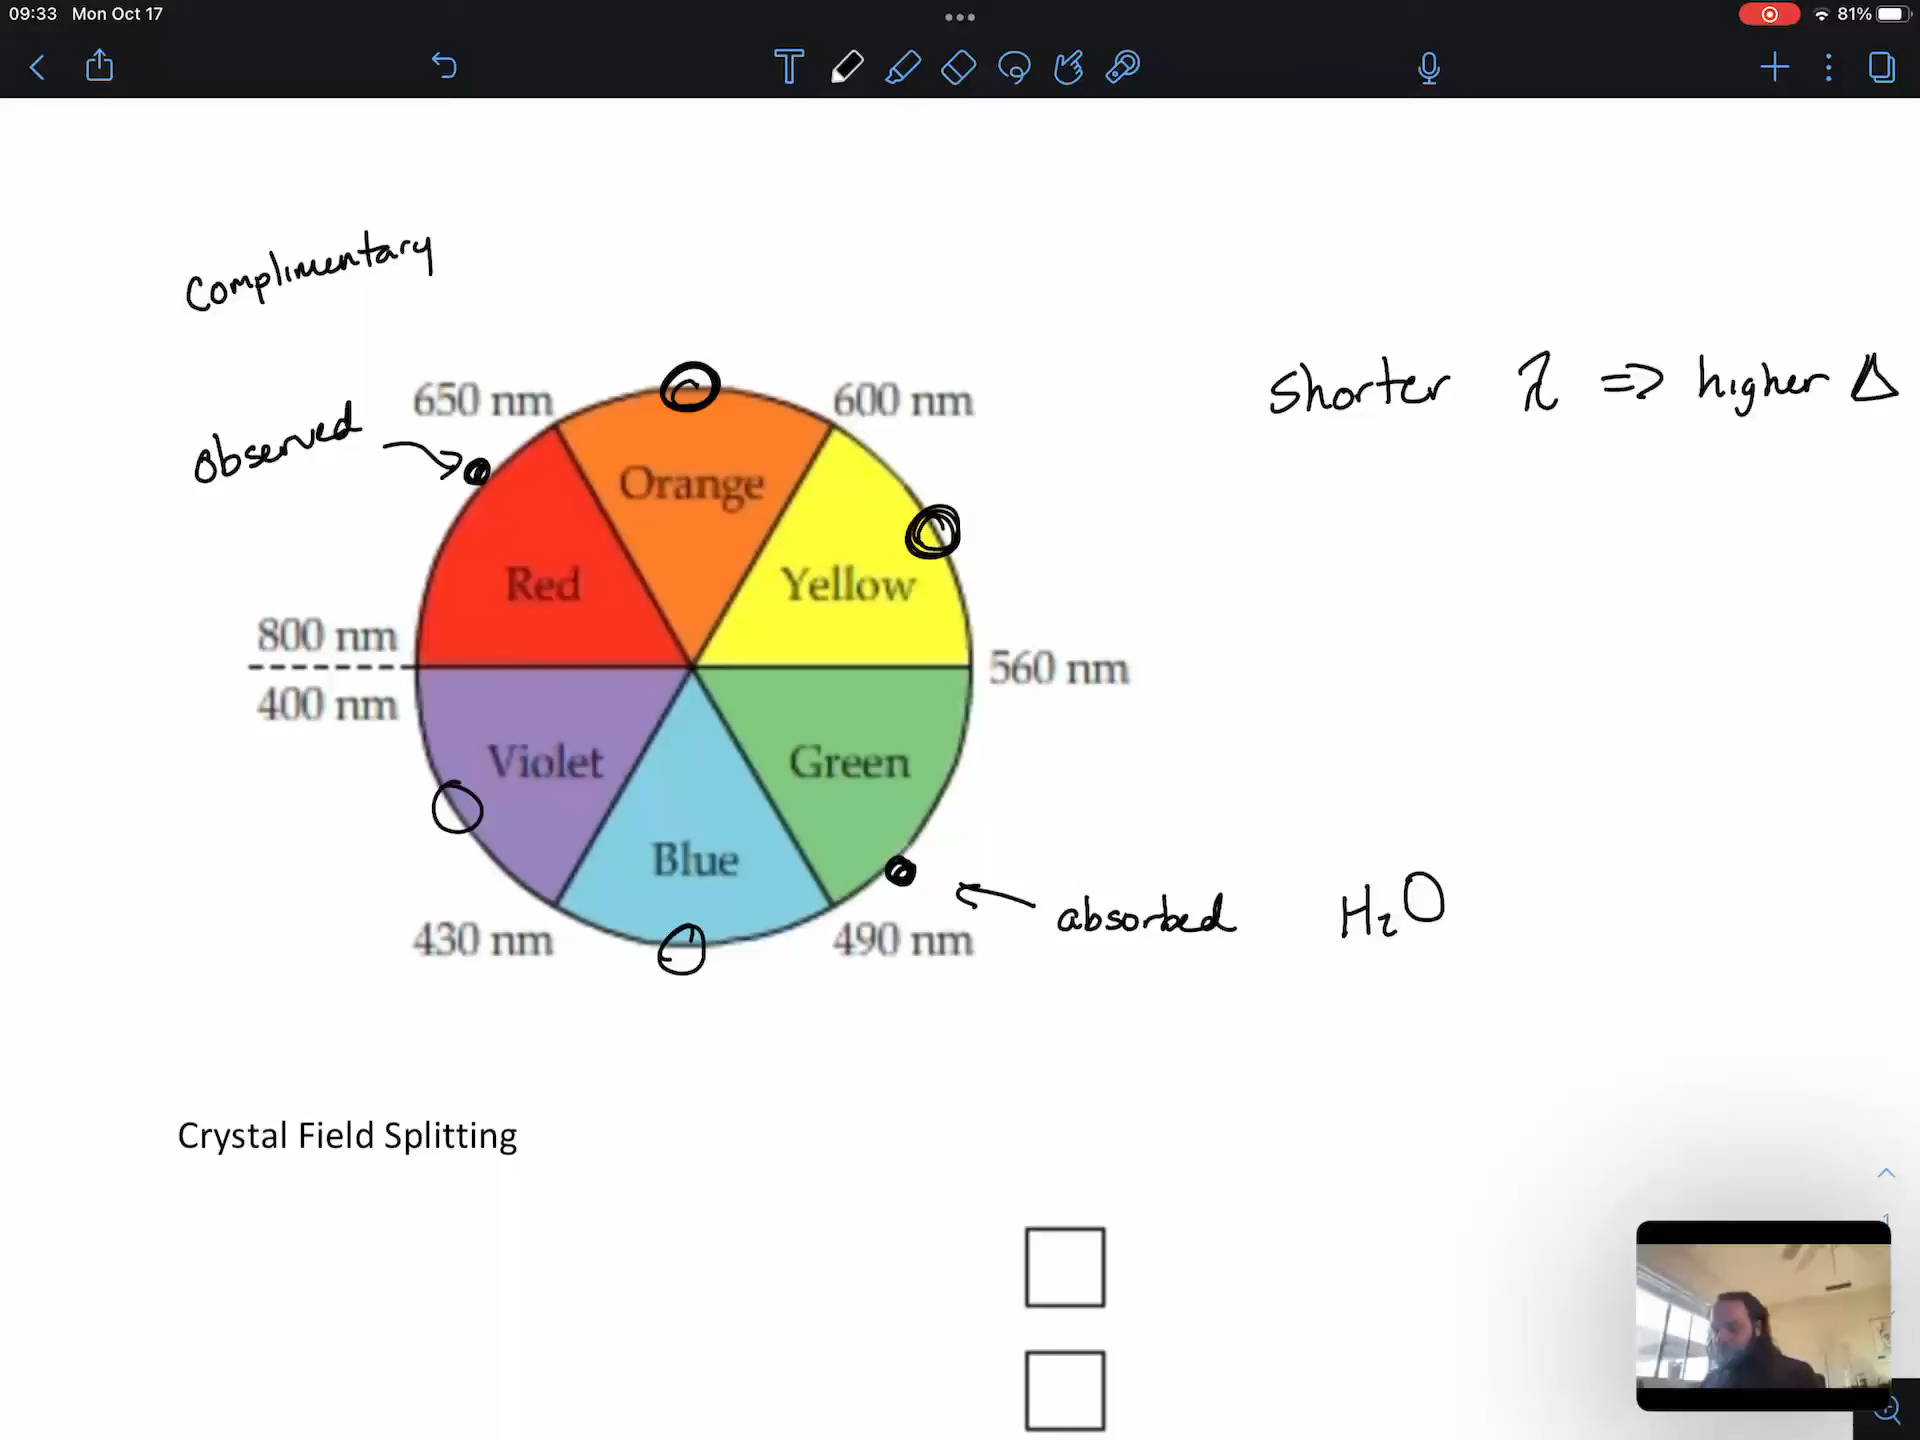 09:33 Mon Oct 17
81%
Complimentary
650 nm
600 nm
shorter λ => higher Δ
observed
Orange
Red
Yellow
800 nm
560 nm
400 nm
Violet
Green
Blue
absorbed H₂O
430 nm
490 nm
Crystal Field Splitting